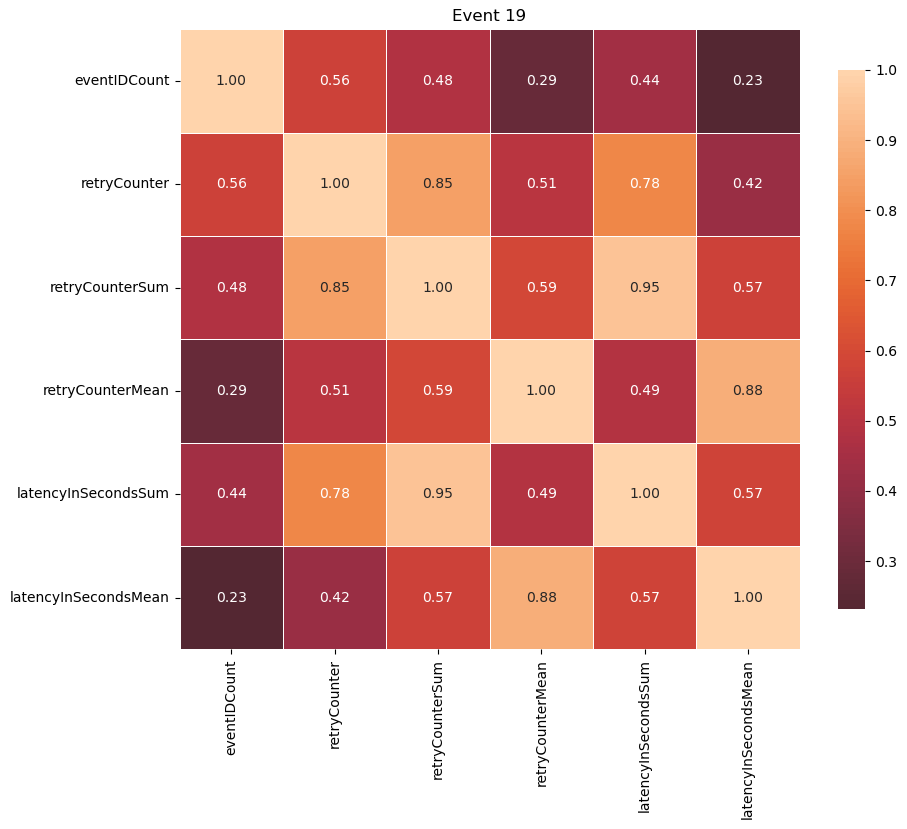 Event 19
eventIDCount 1.00 0.56 0.48 0.29 0.44 0.23
retryCounter 0.56 1.00 0.85 0.51 0.78 0.42
retryCounterSum 0.48 0.85 1.00 0.59 0.95 0.57
retryCounterMean 0.29 0.51 0.59 1.00 0.49 0.88
latencyInSecondsSum 0.44 0.78 0.95 0.49 1.00 0.57
latencyInSecondsMean 0.23 0.42 0.57 0.88 0.57 1.00
eventIDCount
retryCounter
retryCounterSum
retryCounterMean
latencyInSecondsSum
latencyInSecondsMean
1.0
0.9
0.8
0.7
0.6
0.5
0.4
0.3